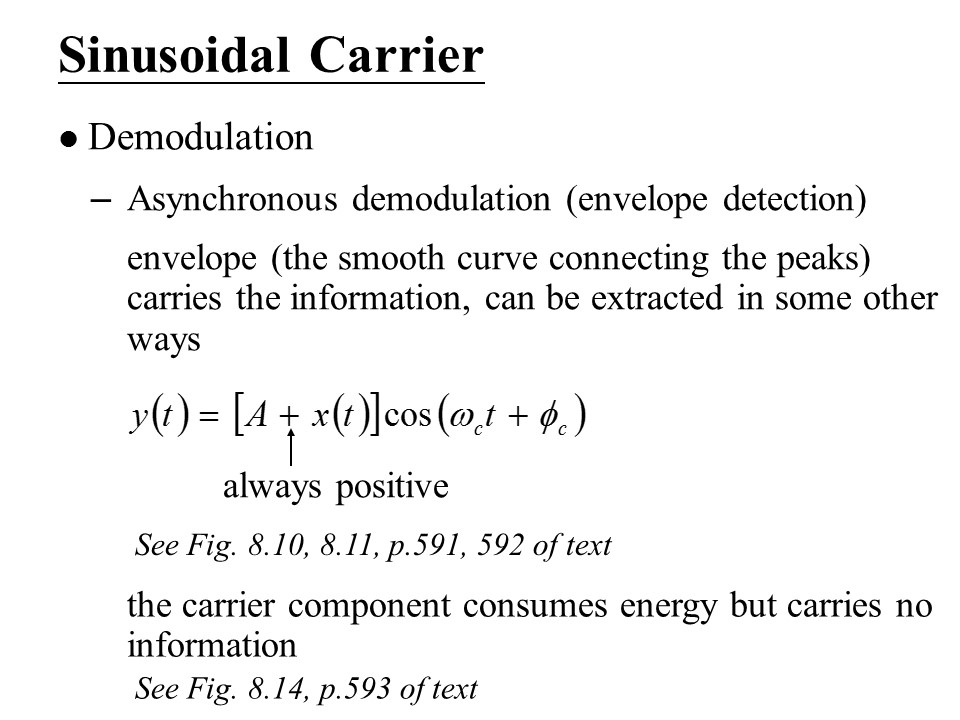 Sinusoidal Carrier
● Demodulation
– Asynchronous demodulation (envelope detection)
envelope (the smooth curve connecting the peaks)
carries the information, can be extracted in some other
ways
y(t) = [A + x(t)]cos(ω_c t + ϕ_c)
always positive
See Fig. 8.10, 8.11, p.591, 592 of text
the carrier component consumes energy but carries no
information
See Fig. 8.14, p.593 of text